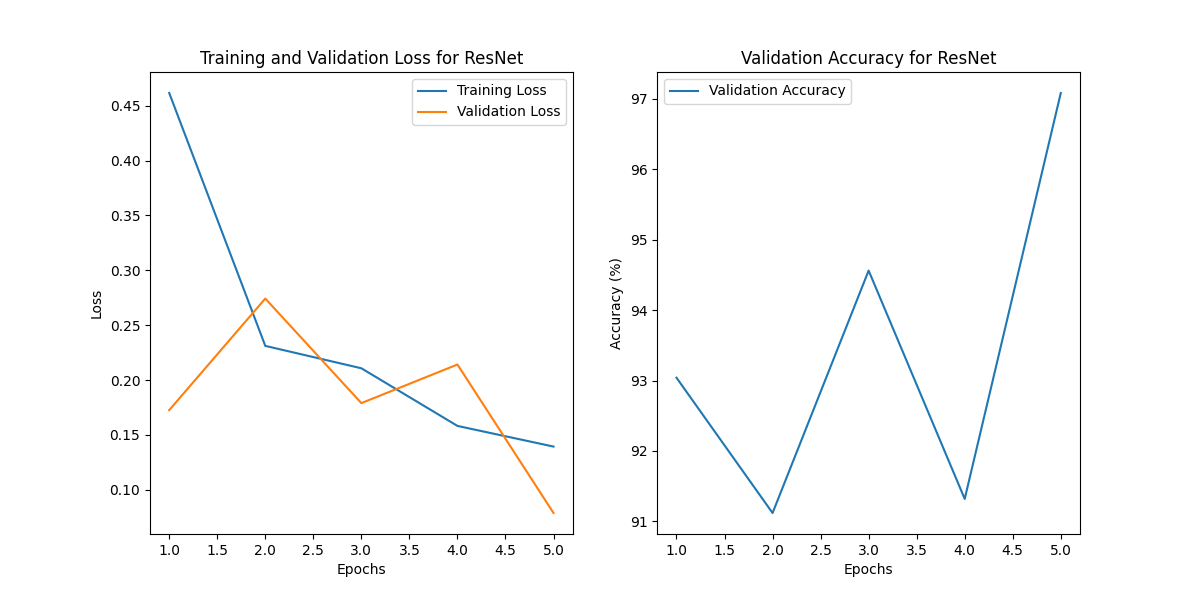 Training and Validation Loss for ResNet
Training Loss
Validation Loss
0.45
0.40
0.35
0.30
0.25
0.20
0.15
0.10
Loss
1.0 1.5 2.0 2.5 3.0 3.5 4.0 4.5 5.0
Epochs
Validation Accuracy for ResNet
Validation Accuracy
97
96
95
94
93
92
91
Accuracy (%)
1.0 1.5 2.0 2.5 3.0 3.5 4.0 4.5 5.0
Epochs